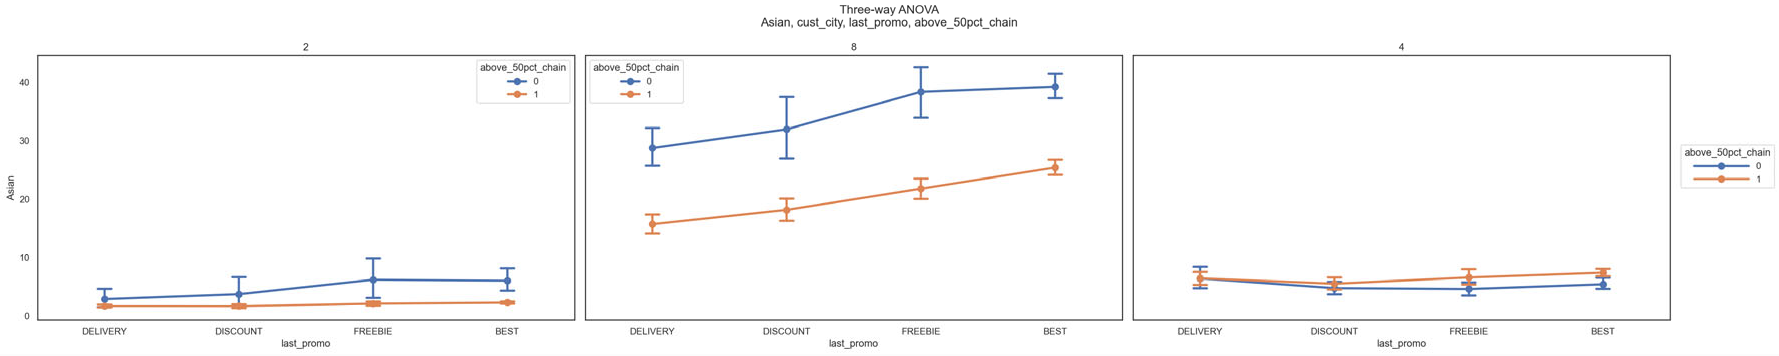 Three-way ANOVA
Asian, cust_city, last_promo, above_50pct_chain
2
8
4
above_50pct_chain
0
1
above_50pct_chain
0
1
above_50pct_chain
0
1
Asian
40
30
20
10
0
DELIVERY
DISCOUNT
FREEBIE
BEST
last_promo
DELIVERY
DISCOUNT
FREEBIE
BEST
last_promo
DELIVERY
DISCOUNT
FREEBIE
BEST
last_promo